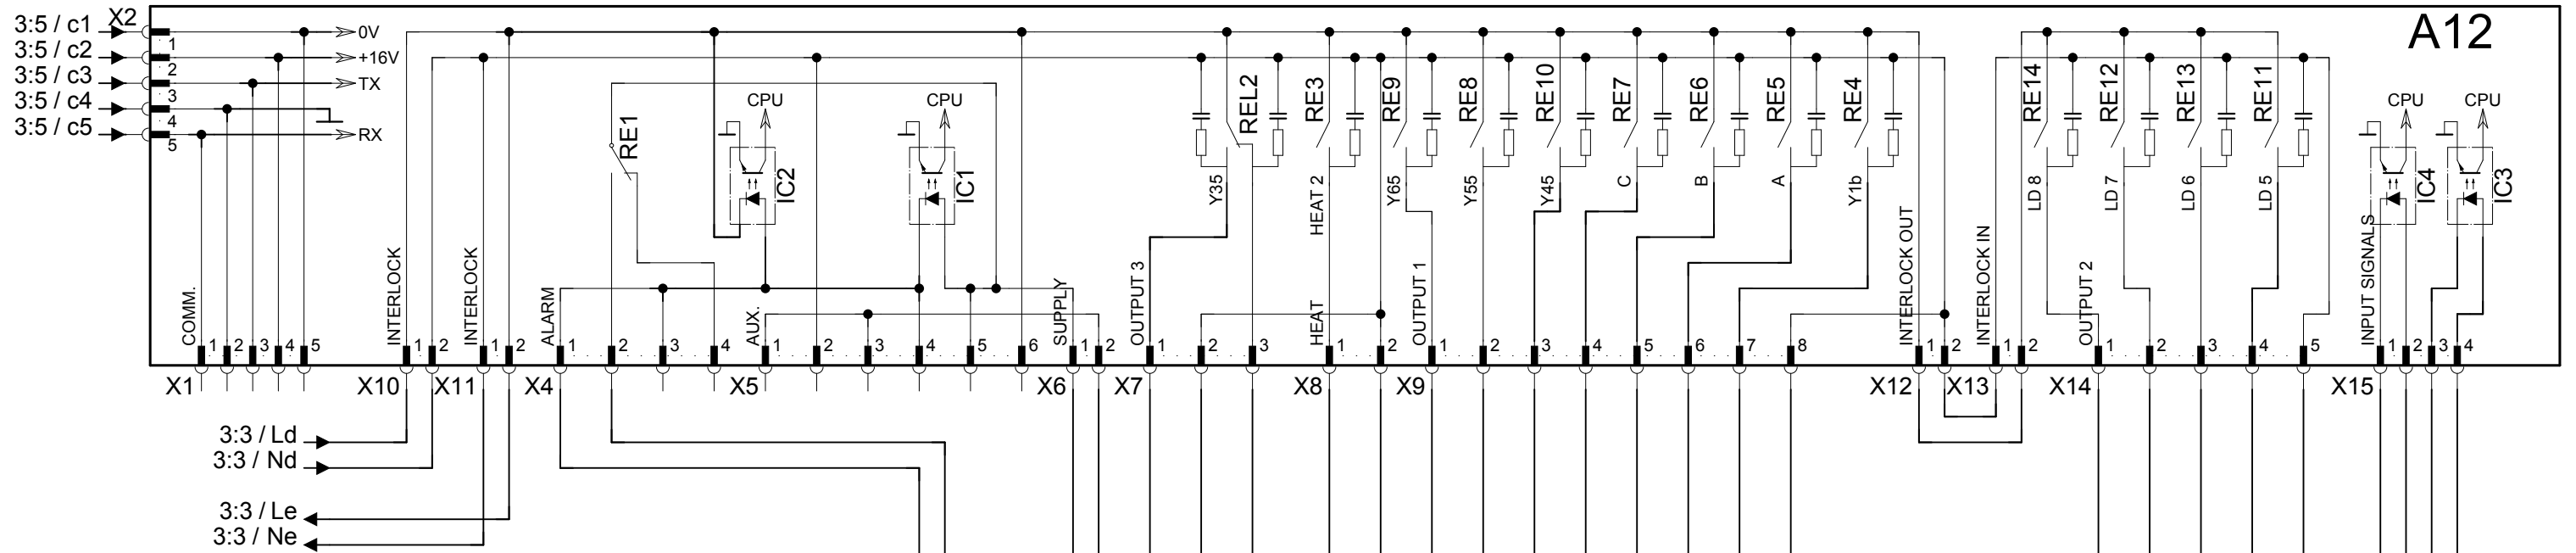 A12
3:5 / c1
X2
0V
1
3:5 / c2
+16V
2
3:5 / c3
TX
3
3:5 / c4
4
3:5 / c5
RX
5
CPU
CPU
CPU
CPU
RE1
IC2
IC1
REL2
RE3
RE9
RE8
RE10
RE7
RE6
RE5
RE4
RE14
RE12
RE13
RE11
IC4
IC3
Y35
HEAT 2
Y65
Y55
Y45
C
B
A
Y1b
LD 8
LD 7
LD 6
LD 5
COMM.
INTERLOCK
INTERLOCK
ALARM
AUX.
SUPPLY
OUTPUT 3
HEAT
OUTPUT 1
INTERLOCK OUT
INTERLOCK IN
OUTPUT 2
INPUT SIGNALS
1 2 3 4 5
1 2
1 2
1 2 3 4
1 2 3 4 5 6
1 2
1 2 3
1 2
1 2 3 4 5 6 7 8
1 2
1 2
1 2 3 4 5
1 2 3 4
X1 X10 X11 X4 X5 X6 X7 X8 X9 X12 X13 X14 X15
3:3 / Ld
3:3 / Nd
3:3 / Le
3:3 / Ne